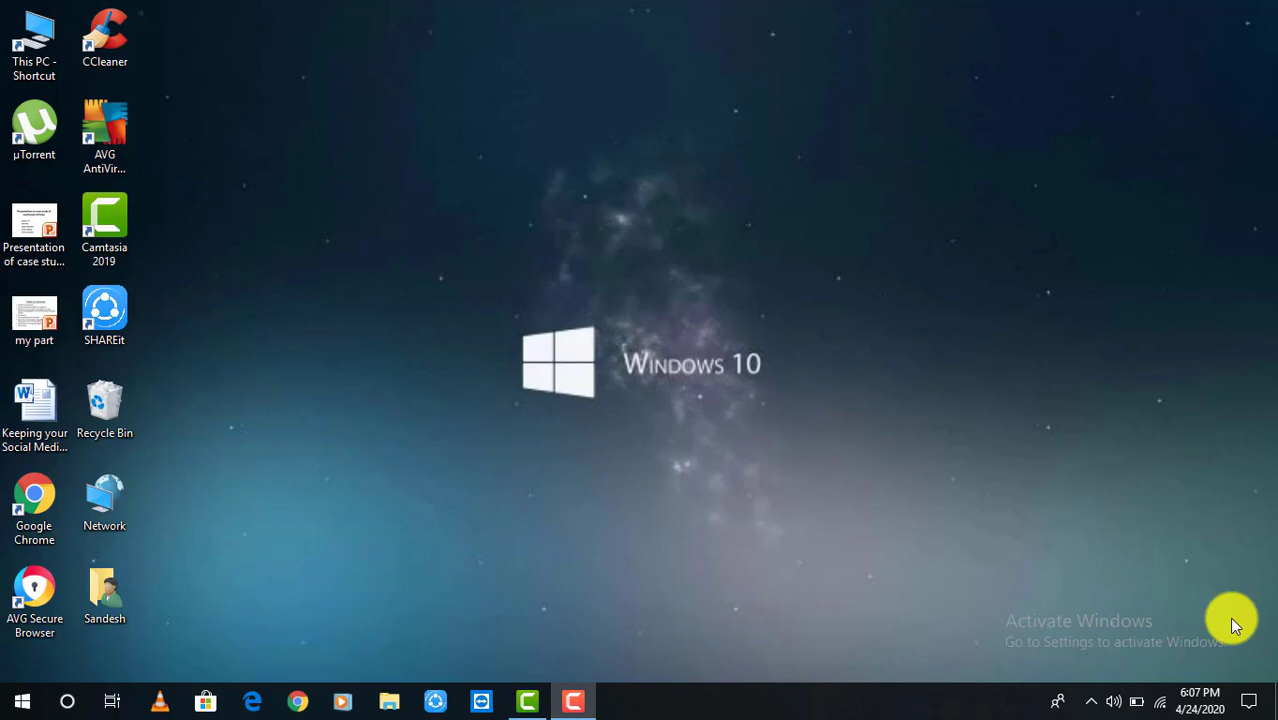 This PC -
Shortcut
CCleaner
µTorrent
AVG
AntiVir...
Presentation
of case stu...
Camtasia
2019
my part
SHAREit
Keeping your
Social Medi...
Recycle Bin
Google
Chrome
Network
AVG Secure
Browser
Sandesh
WINDOWS 10
Activate Windows
Go to Settings to activate Windows.
6:07 PM
4/24/2020